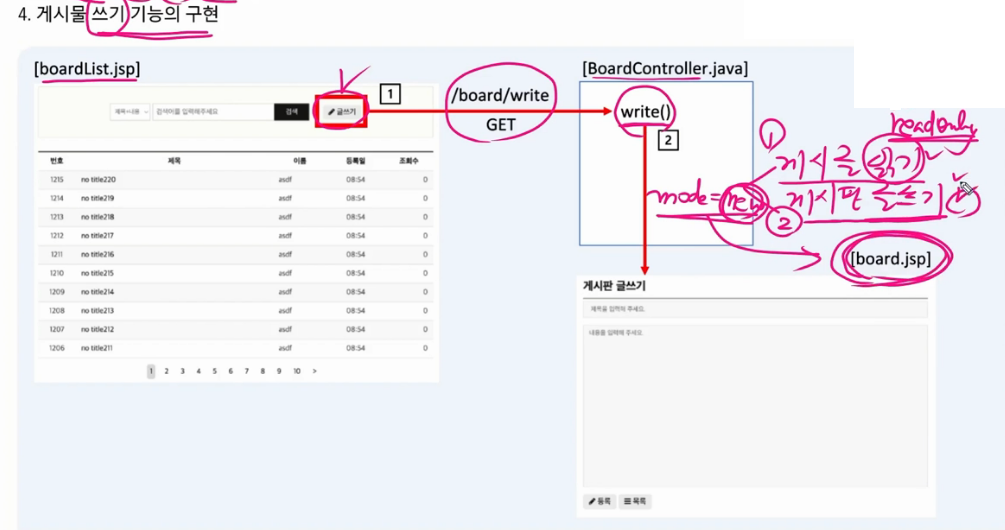 4. 게시물 쓰기 기능의 구현
[boardList.jsp]
제목+내용 검색어를 입력해주세요 검색 글쓰기
1
/board/write
GET
[BoardController.java]
write()
2
readonly
① 게시글 읽기
mode=new ② 게시판 글쓰기
[board.jsp]
번호 제목 이름 등록일 조회수
1215 no title220 asdf 08:54 0
1214 no title219 asdf 08:54 0
1213 no title218 asdf 08:54 0
1212 no title217 asdf 08:54 0
1211 no title216 asdf 08:54 0
1210 no title215 asdf 08:54 0
1209 no title214 asdf 08:54 0
1208 no title213 asdf 08:54 0
1207 no title212 asdf 08:54 0
1206 no title211 asdf 08:54 0
1 2 3 4 5 6 7 8 9 10 >
게시판 글쓰기
제목을 입력해 주세요.
내용을 입력해 주세요.
등록 목록